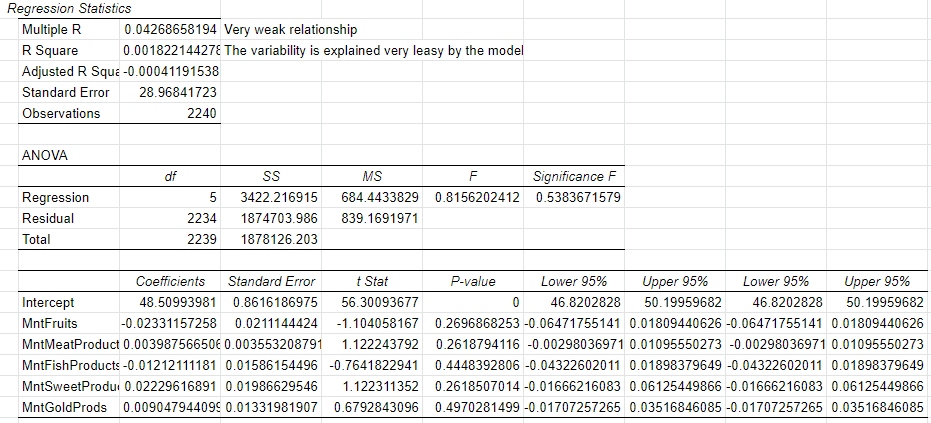 Regression Statistics
Multiple R 0.04268658194 Very weak relationship
R Square 0.001822144278 The variability is explained very leasy by the model
Adjusted R Squa -0.00041191538
Standard Error 28.96841723
Observations 2240
ANOVA
df SS MS F Significance F
Regression 5 3422.216915 684.4433829 0.8156202412 0.5383671579
Residual 2234 1874703.986 839.1691971
Total 2239 1878126.203
Coefficients Standard Error t Stat P-value Lower 95% Upper 95% Lower 95% Upper 95%
Intercept 48.50993981 0.8616186975 56.30093677 0 46.8202828 50.19959682 46.8202828 50.19959682
MntFruits -0.02331157258 0.0211144424 -1.104058167 0.2696868253 -0.06471755141 0.01809440626 -0.06471755141 0.01809440626
MntMeatProduct 0.003987566506 0.003553208791 1.122243792 0.2618794116 -0.00298036971 0.01095550273 -0.00298036971 0.01095550273
MntFishProducts -0.01212111181 0.01586154496 -0.7641822941 0.4448392806 -0.04322602011 0.01898379649 -0.04322602011 0.01898379649
MntSweetProdu 0.02229616891 0.01986629546 1.122311352 0.2618507014 -0.01666216083 0.06125449866 -0.01666216083 0.06125449866
MntGoldProds 0.009047944099 0.01331981907 0.6792843096 0.4970281499 -0.01707257265 0.03516846085 -0.01707257265 0.03516846085